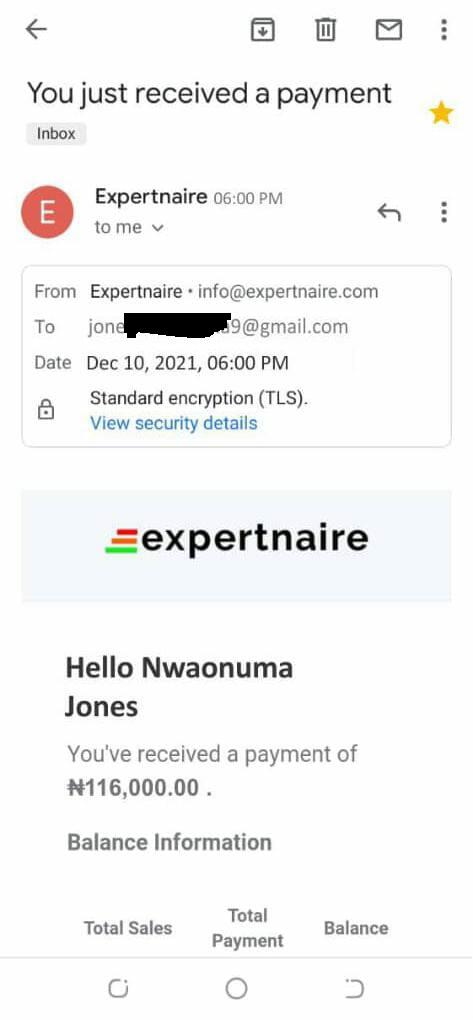 You just received a payment
Inbox
E
Expertnaire 06:00 PM
to me
From Expertnaire • info@expertnaire.com
To jone 9@gmail.com
Date Dec 10, 2021, 06:00 PM
Standard encryption (TLS).
View security details
expertnaire
Hello Nwaonuma
Jones
You've received a payment of
₦116,000.00 .
Balance Information
Total Sales Total Payment Balance